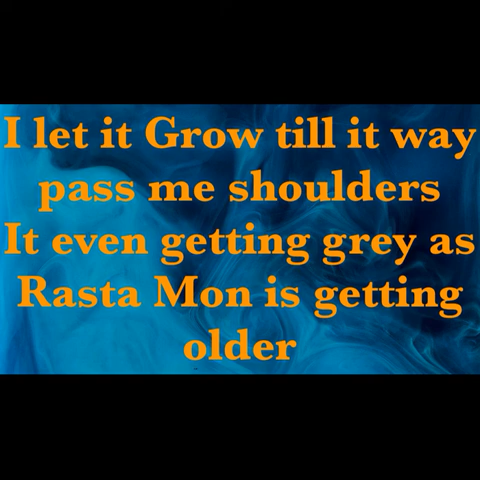 I let it Grow till it way
pass me shoulders
It even getting grey as
Rasta Mon is getting
older